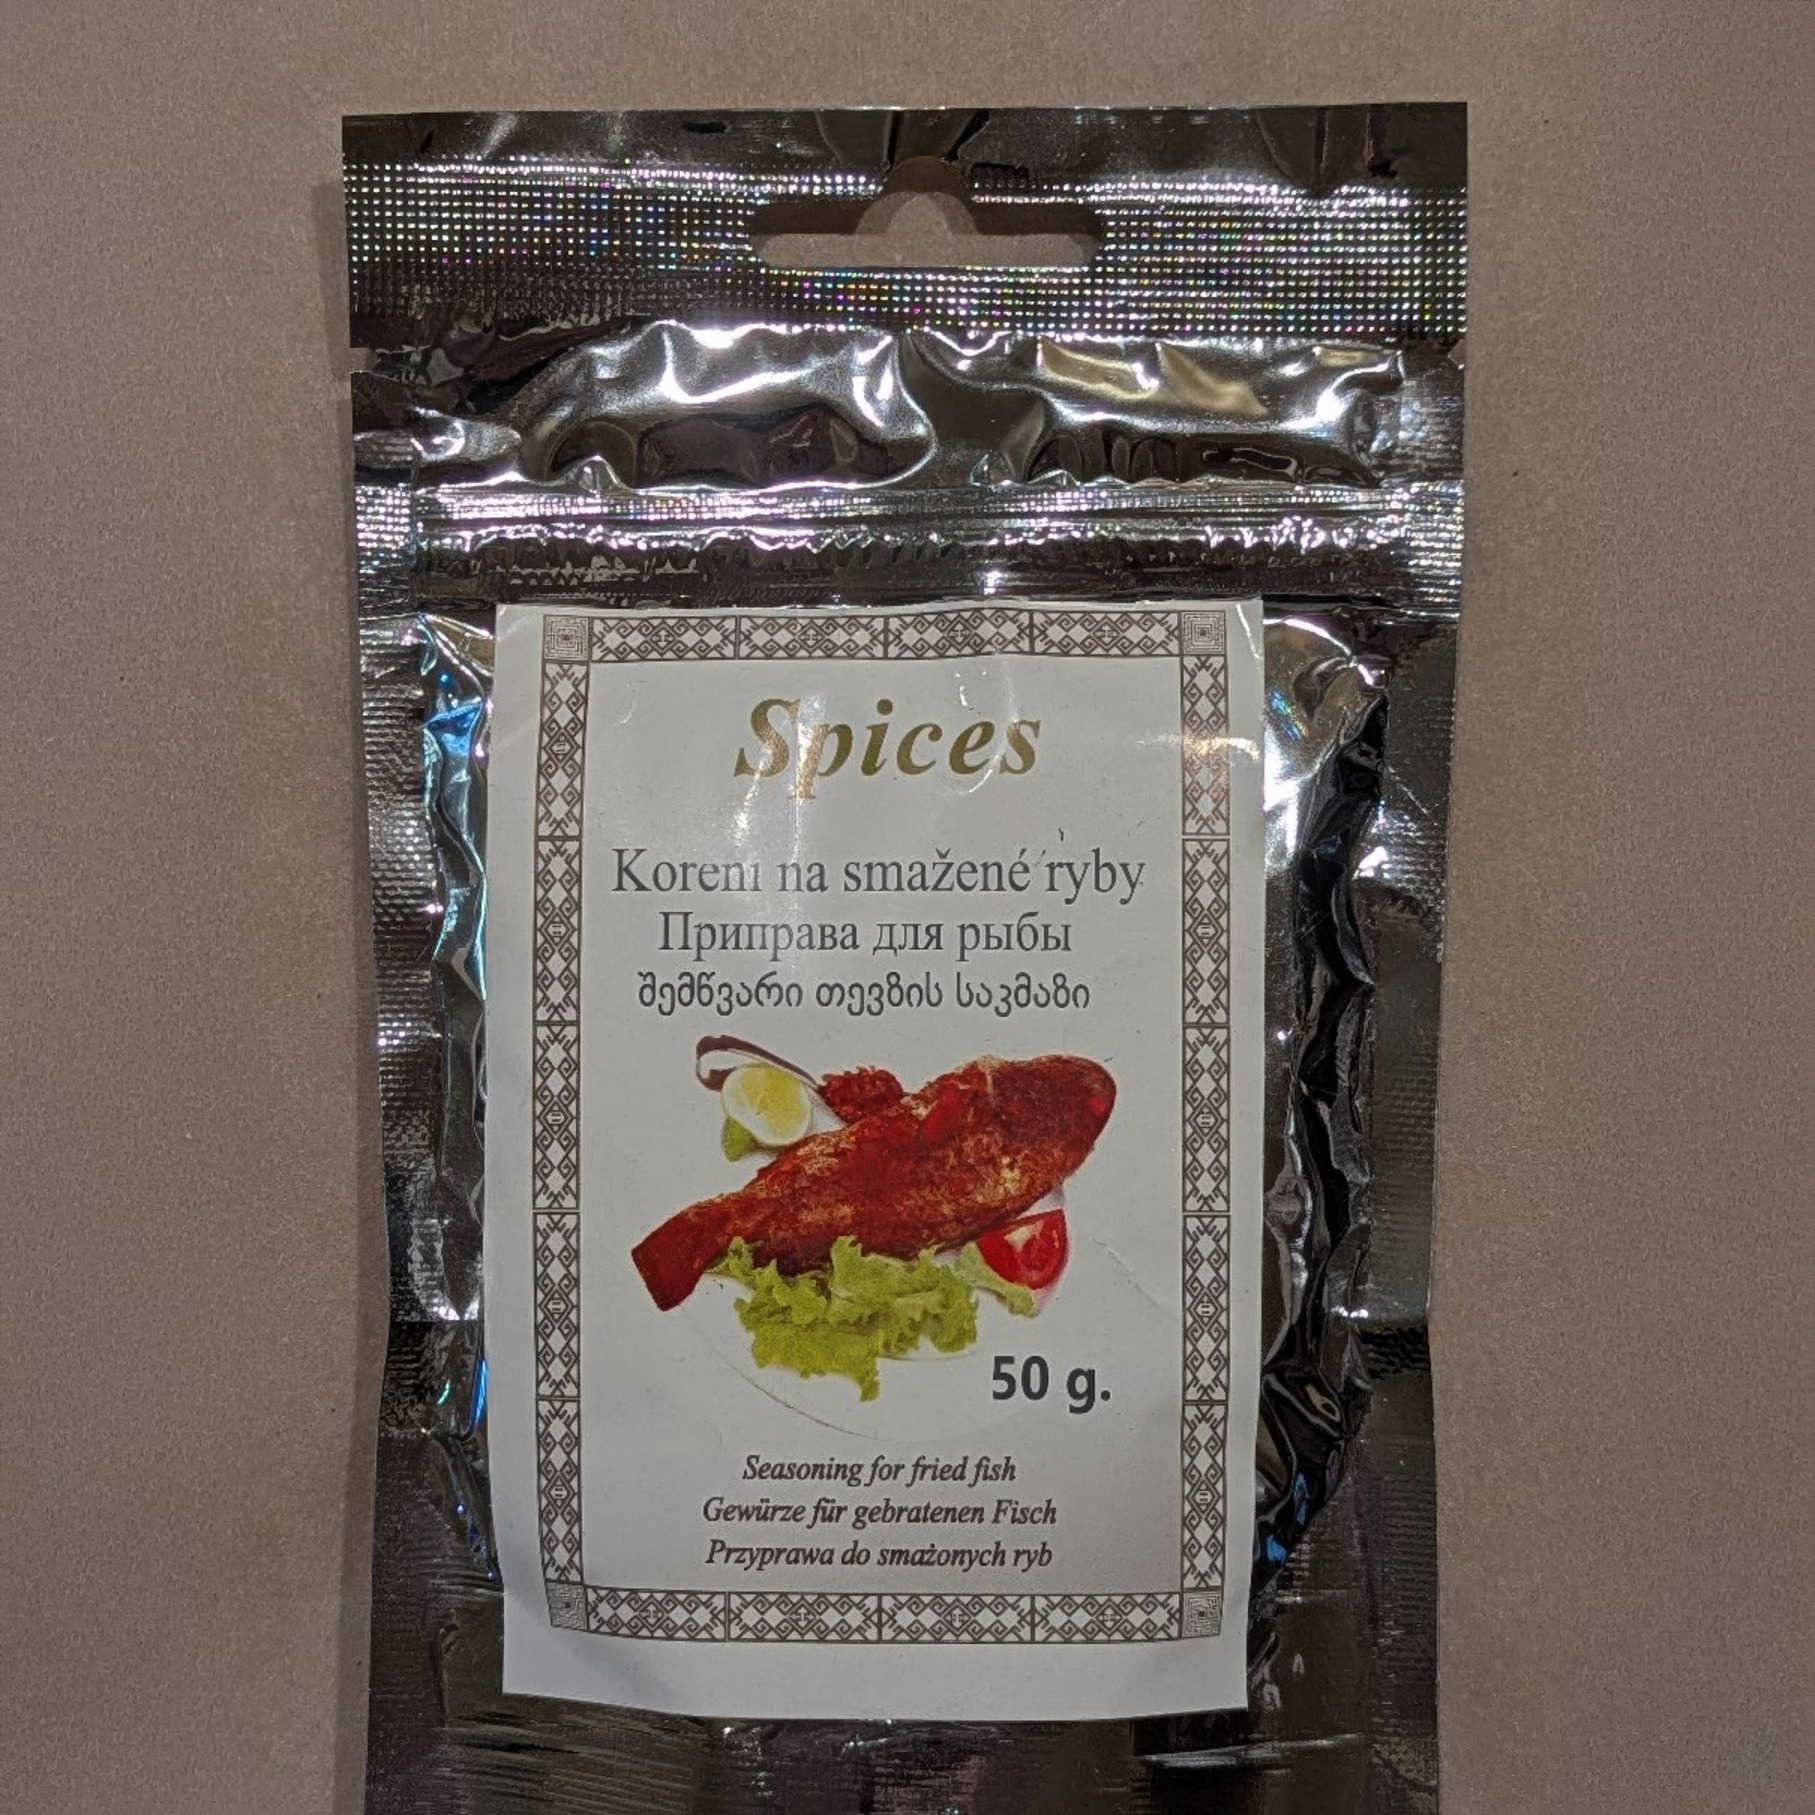 Spices
Koreni na smažené ryby
Приправа для рыбы
შემწვარი თევზის საკმაზი
50 g.
Seasoning for fried fish
Gewürze für gebratenen Fisch
Przyprawa do smażonych ryb